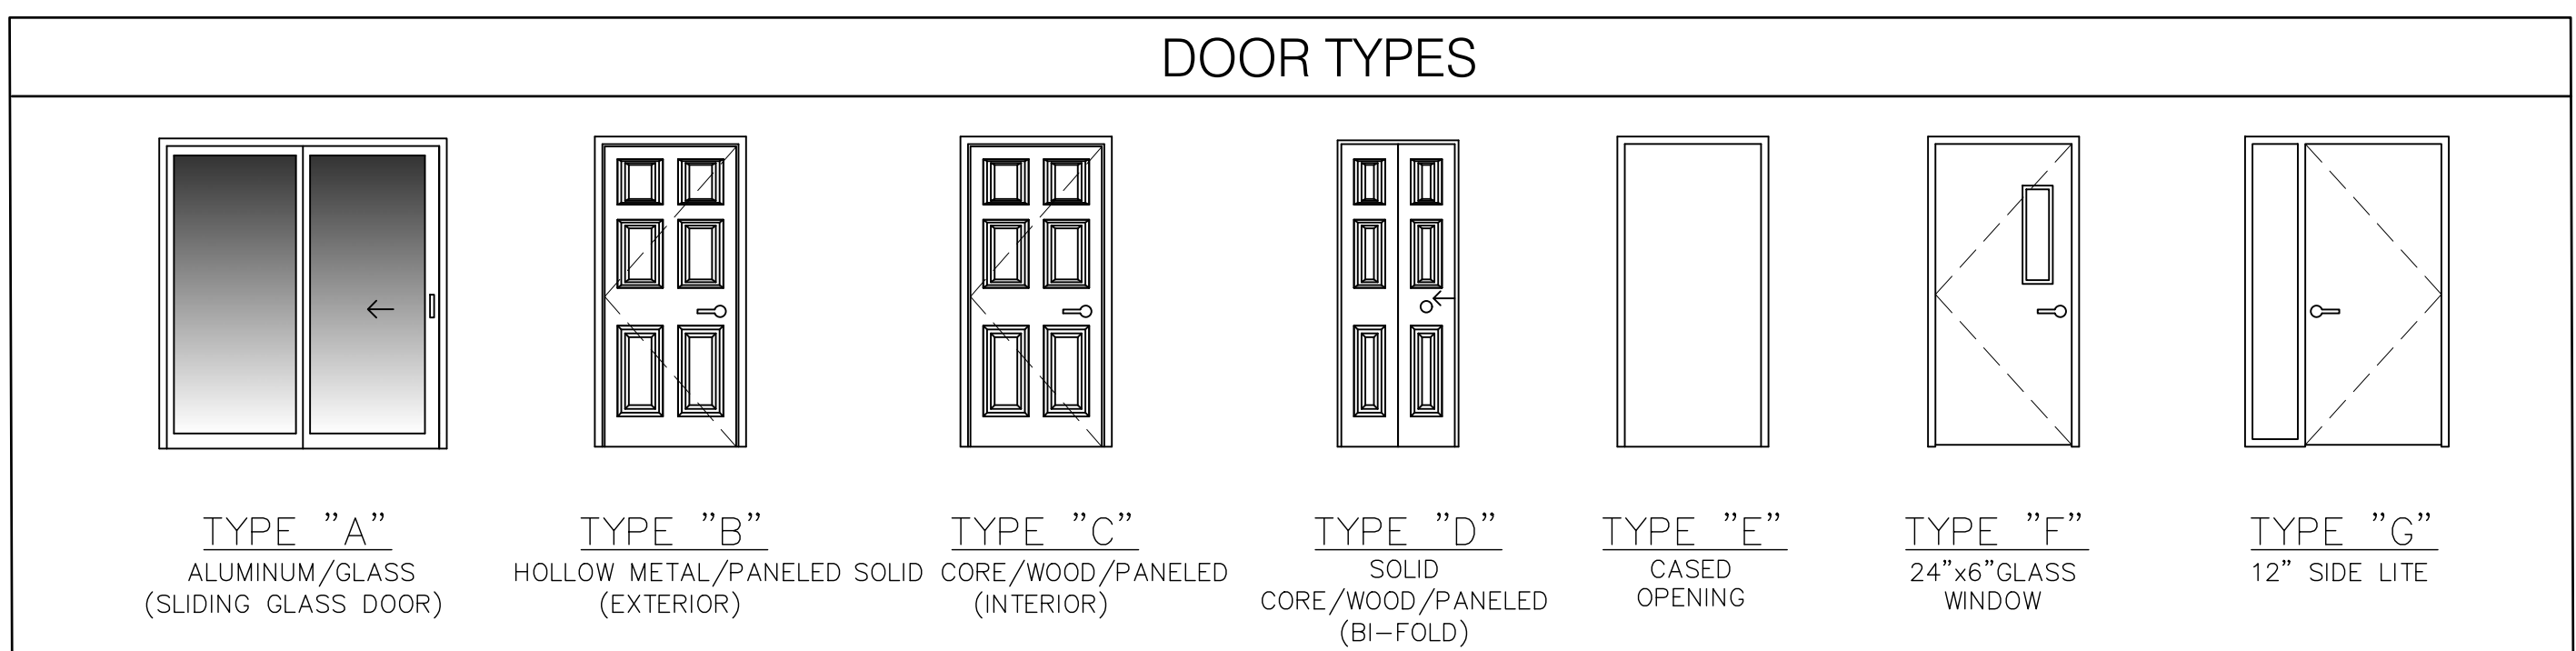 DOOR TYPES
TYPE "A"
ALUMINUM/GLASS
(SLIDING GLASS DOOR)
TYPE "B"
HOLLOW METAL/PANELED
(EXTERIOR)
TYPE "C"
SOLID CORE/WOOD/PANELED
(INTERIOR)
TYPE "D"
SOLID
CORE/WOOD/PANELED
(BI-FOLD)
TYPE "E"
CASED
OPENING
TYPE "F"
24"x6"GLASS
WINDOW
TYPE "G"
12" SIDE LITE